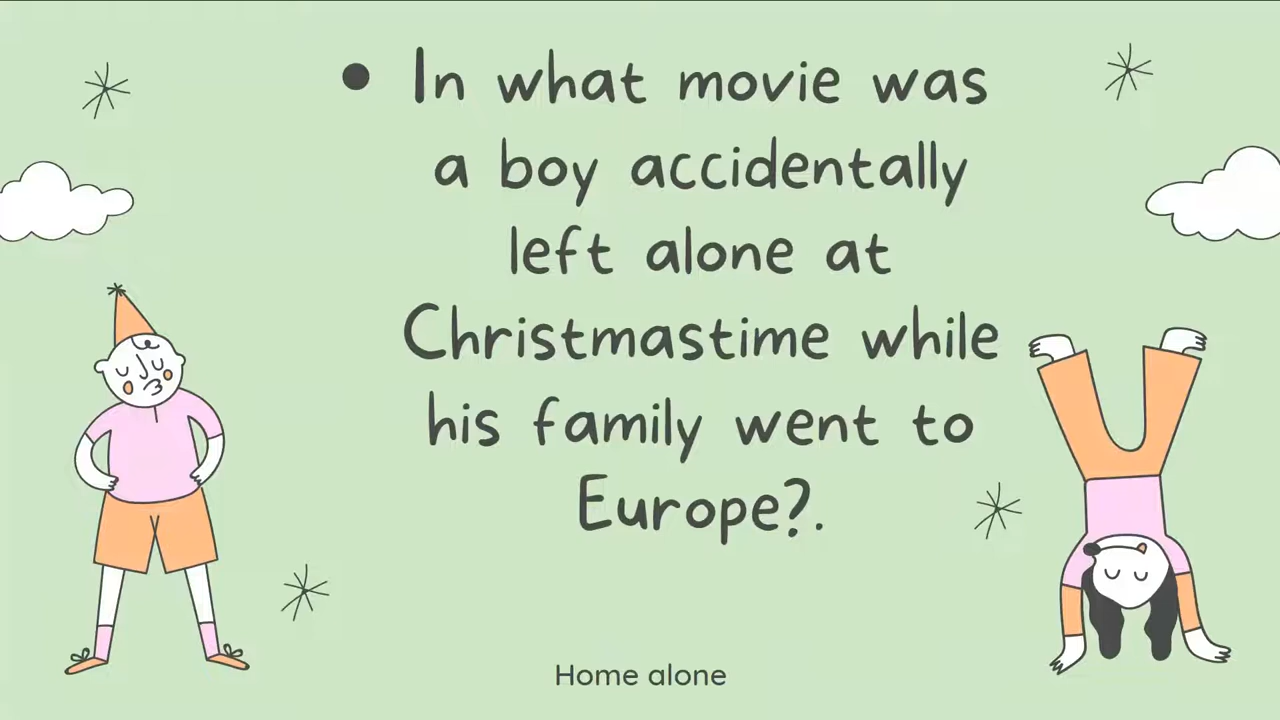 • In what movie was
a boy accidentally
left alone at
Christmastime while
his family went to
Europe?.
Home alone